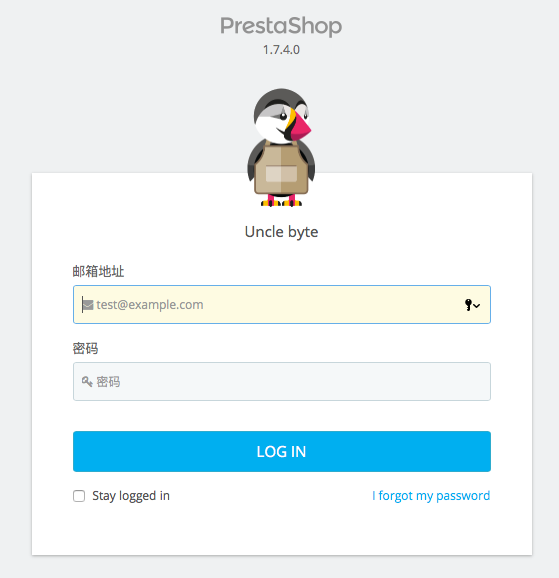 PrestaShop
1.7.4.0
Uncle byte
邮箱地址
test@example.com
密码
密码
LOG IN
Stay logged in
I forgot my password